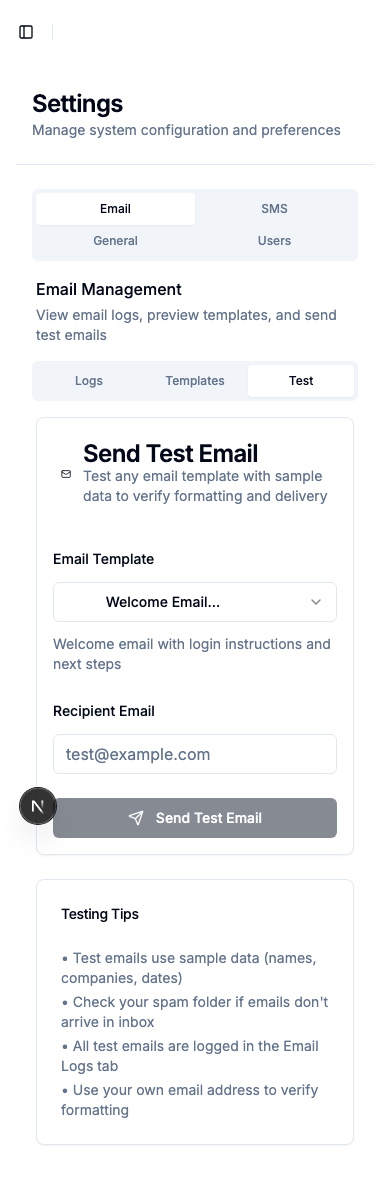 Settings
Manage system configuration and preferences
Email
SMS
General
Users
Email Management
View email logs, preview templates, and send
test emails
Logs
Templates
Test
Send Test Email
Test any email template with sample
data to verify formatting and delivery
Email Template
Welcome Email...
Welcome email with login instructions and
next steps
Recipient Email
test@example.com
N
Send Test Email
Testing Tips
• Test emails use sample data (names,
companies, dates)
• Check your spam folder if emails don't
arrive in inbox
• All test emails are logged in the Email
Logs tab
• Use your own email address to verify
formatting